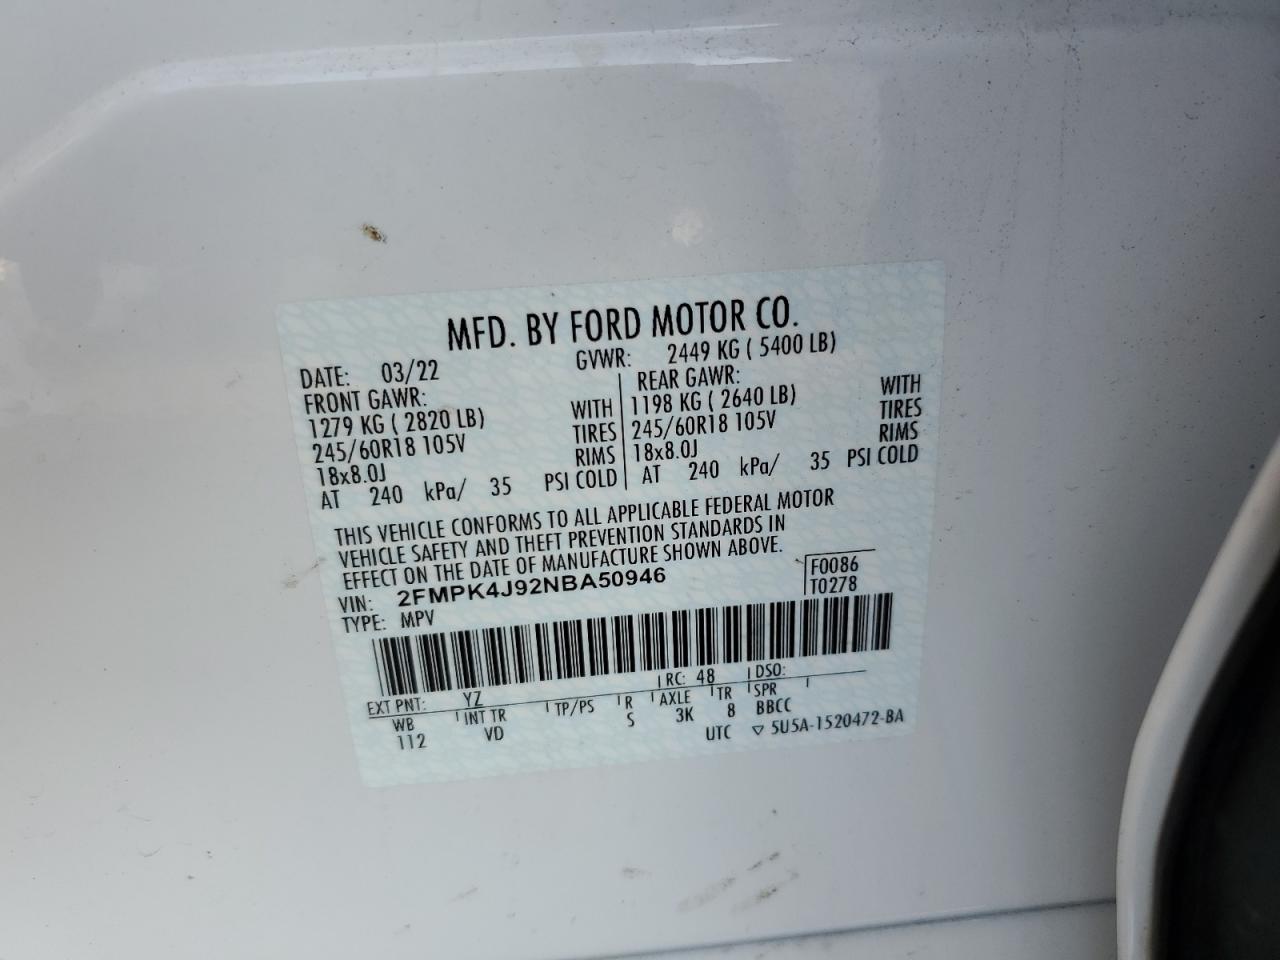 MFD. BY FORD MOTOR CO.
DATE: 03/22 GVWR: 2449 KG ( 5400 LB)
FRONT GAWR: REAR GAWR:
1279 KG ( 2820 LB) WITH 1198 KG ( 2640 LB) WITH
245/60R18 105V TIRES 245/60R18 105V TIRES
18x8.0J RIMS 18x8.0J RIMS
AT 240 kPa/ 35 PSI COLD AT 240 kPa/ 35 PSI COLD
THIS VEHICLE CONFORMS TO ALL APPLICABLE FEDERAL MOTOR
VEHICLE SAFETY AND THEFT PREVENTION STANDARDS IN
EFFECT ON THE DATE OF MANUFACTURE SHOWN ABOVE.
VIN: 2FMPK4J92NBA50946 F0086
TYPE: MPV T0278
EXT PNT: YZ RC: 48 DSO:
WB INT TR TP/PS R AXLE TR SPR
112 VD S 3K 8 BBCC
UTC ▽ 5U5A-1520472-BA